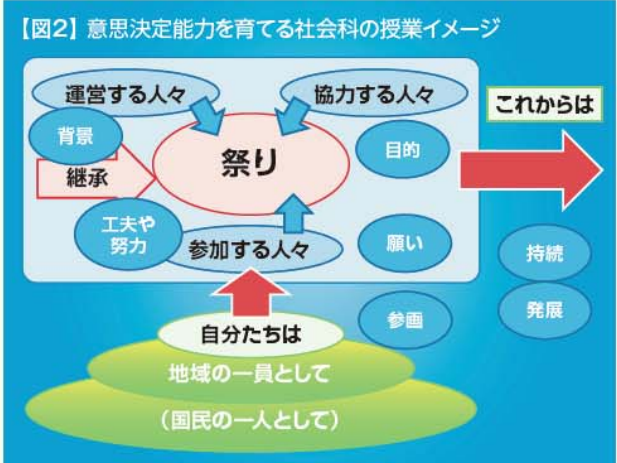 【図2】意思決定能力を育てる社会科の授業イメージ
運営する人々
協力する人々
これからは
背景
継承
祭り
目的
工夫や
努力
参加する人々
願い
持続
発展
参画
自分たちは
地域の一員として
（国民の一人として）